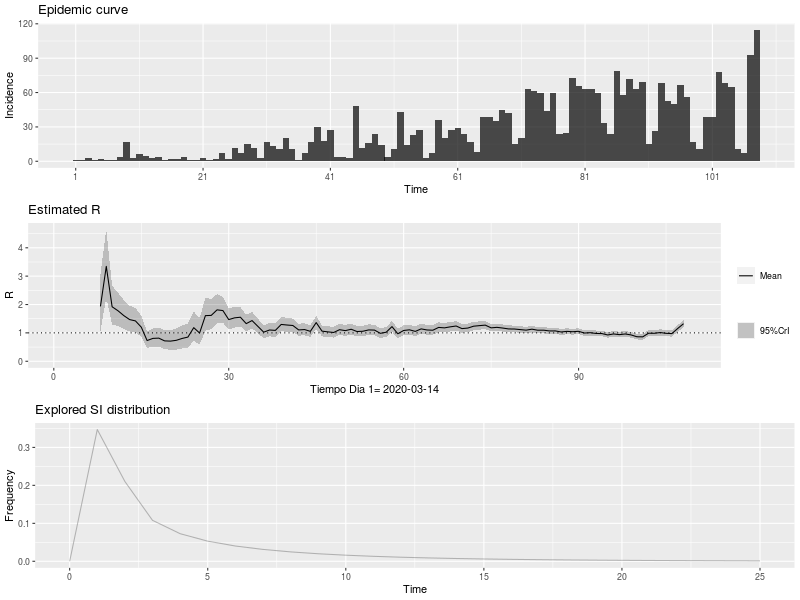 Epidemic curve
120
90
60
30
0
Incidence
1 21 41 61 81 101
Time
Estimated R
4
3
2
1
0
R
0 30 60 90
Tiempo Dia 1= 2020-03-14
Mean
95%CrI
Explored SI distribution
0.3
0.2
0.1
0.0
Frequency
0 5 10 15 20 25
Time